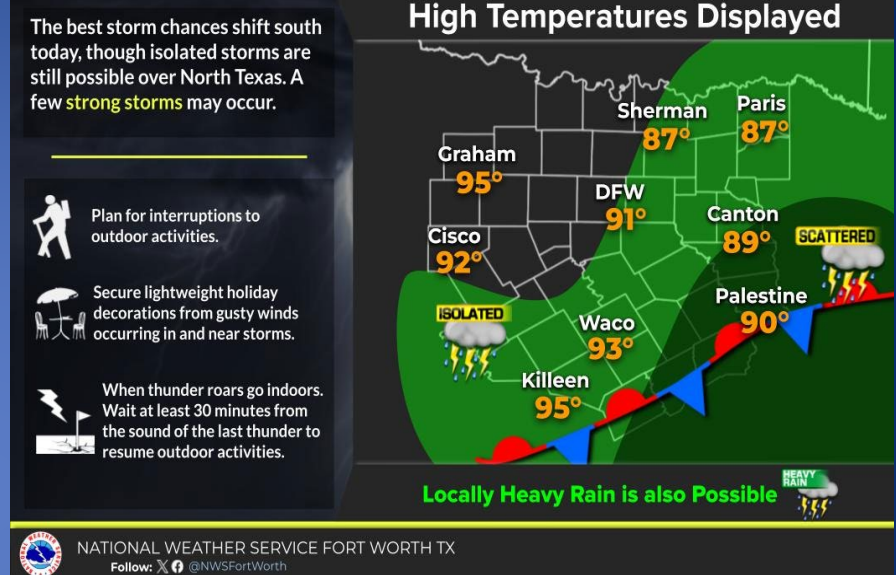 The best storm chances shift south
today, though isolated storms are
still possible over North Texas. A
few strong storms may occur.
Plan for interruptions to
outdoor activities.
Secure lightweight holiday
decorations from gusty winds
occurring in and near storms.
When thunder roars go indoors.
Wait at least 30 minutes from
the sound of the last thunder to
resume outdoor activities.
High Temperatures Displayed
Sherman
87°
Paris
87°
Graham
95°
DFW
91°
Canton
89°
Cisco
92°
SCATTERED
ISOLATED
Palestine
90°
Waco
93°
Killeen
95°
Locally Heavy Rain is also Possible
HEAVY
RAIN
NATIONAL WEATHER SERVICE FORT WORTH TX
Follow: @NWSFortWorth